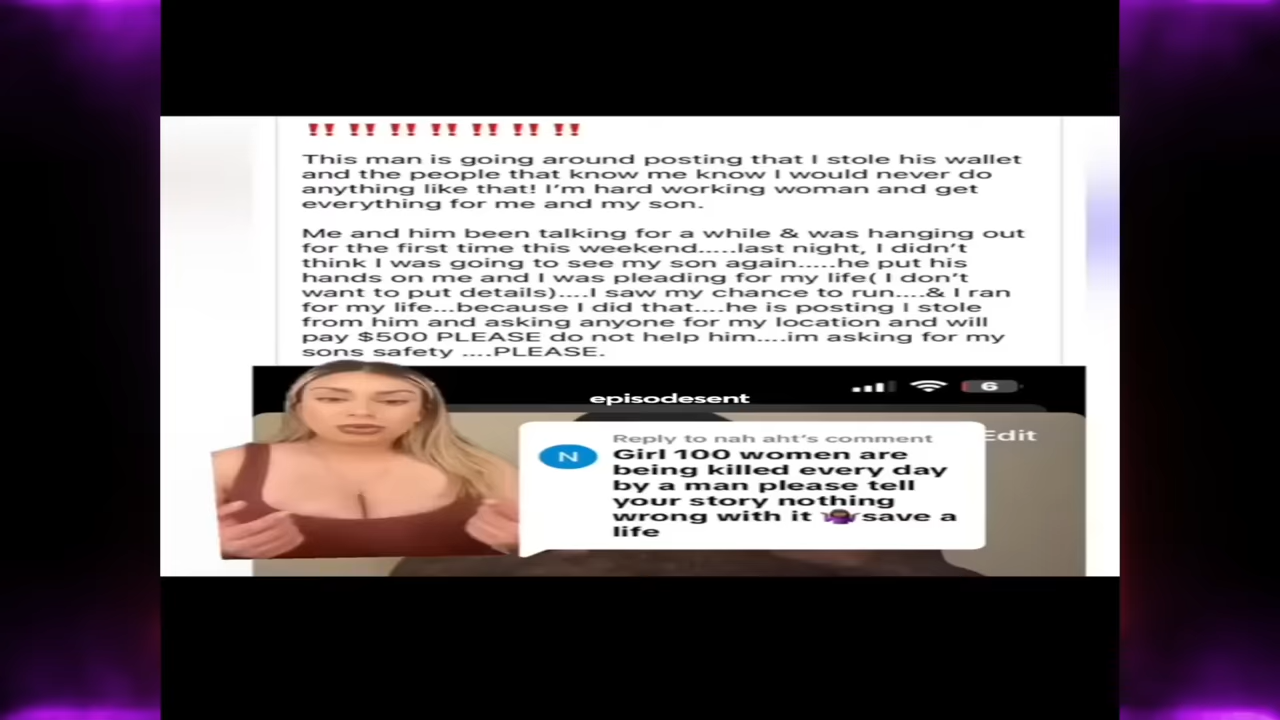 ‼️ ‼️ ‼️ ‼️ ‼️ ‼️ ‼️
This man is going around posting that I stole his wallet
and the people that know me know I would never do
anything like that! I’m hard working woman and get
everything for me and my son.
Me and him been talking for a while & was hanging out
for the first time this weekend.....last night, I didn’t
think I was going to see my son again.....he put his
hands on me and I was pleading for my life( I don’t
want to put details)....I saw my chance to run....& I ran
for my life...because I did that....he is posting I stole
from him and asking anyone for my location and will
pay $500 PLEASE do not help him....im asking for my
sons safety ....PLEASE.
6
episodesent
Edit
Reply to nah aht’s comment
N
Girl 100 women are
being killed every day
by a man please tell
your story nothing
wrong with it 🤷🏾‍♀️save a
life